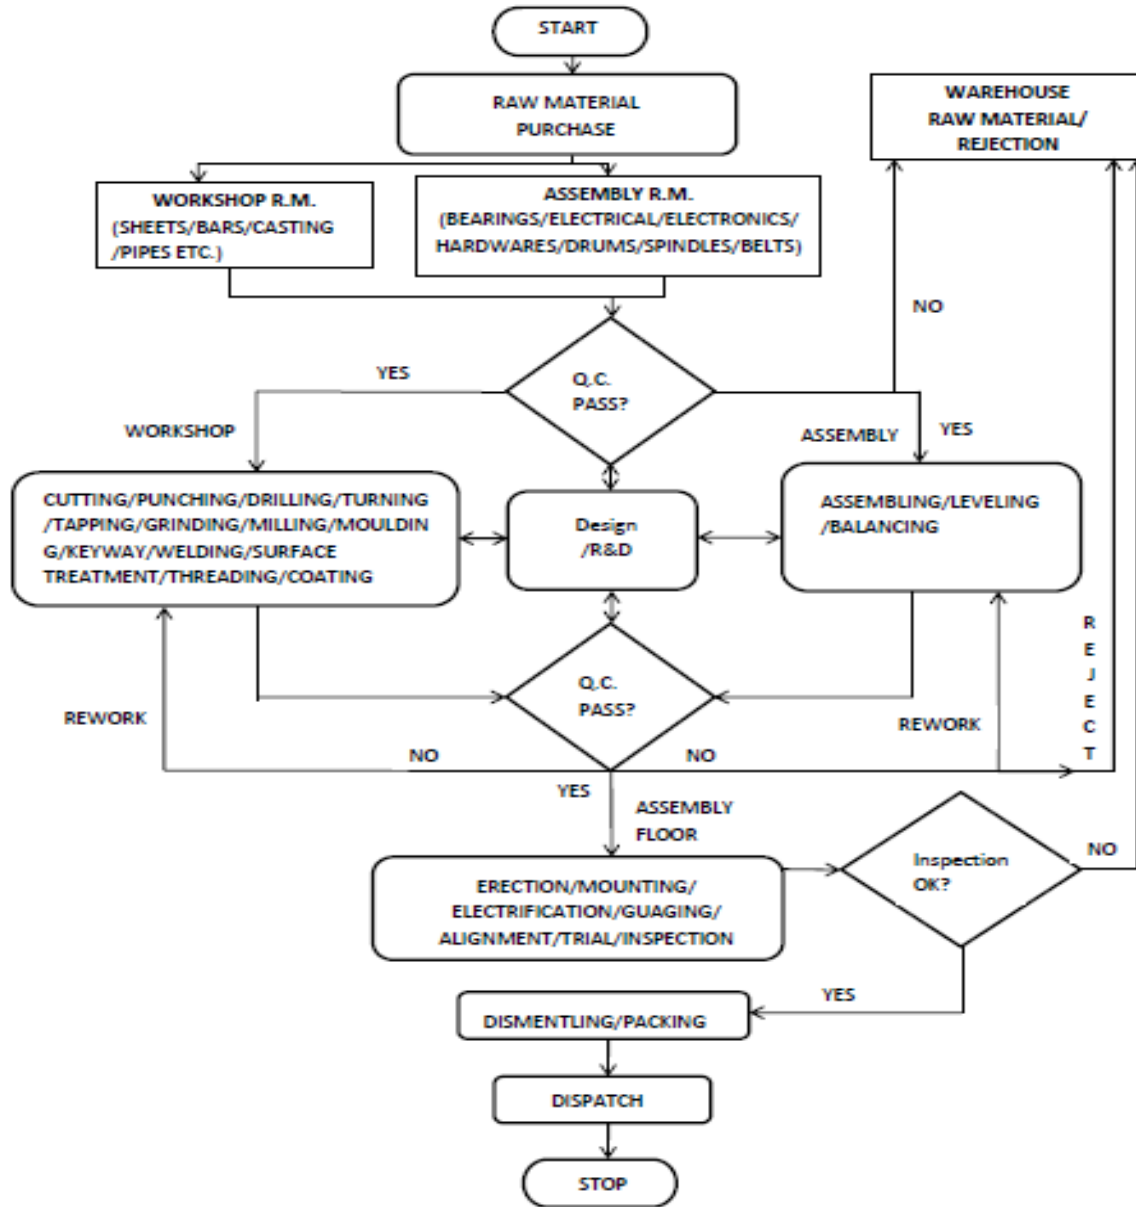 START
RAW MATERIAL
PURCHASE
WAREHOUSE
RAW MATERIAL/
REJECTION
WORKSHOP R.M.
(SHEETS/BARS/CASTING
/PIPES ETC.)
ASSEMBLY R.M.
(BEARINGS/ELECTRICAL/ELECTRONICS/
HARDWARES/DRUMS/SPINDLES/BELTS)
NO
YES
Q.C.
PASS?
WORKSHOP
ASSEMBLY
YES
CUTTING/PUNCHING/DRILLING/TURNING
/TAPPING/GRINDING/MILLING/MOULDIN
G/KEYWAY/WELDING/SURFACE
TREATMENT/THREADING/COATING
Design
/R&D
ASSEMBLING/LEVELING
/BALANCING
R
E
J
E
C
T
Q.C.
PASS?
REWORK
REWORK
NO
NO
YES
ASSEMBLY
FLOOR
ERECTION/MOUNTING/
ELECTRIFICATION/GUAGING/
ALIGNMENT/TRIAL/INSPECTION
Inspection
OK?
NO
YES
DISMENTLING/PACKING
DISPATCH
STOP